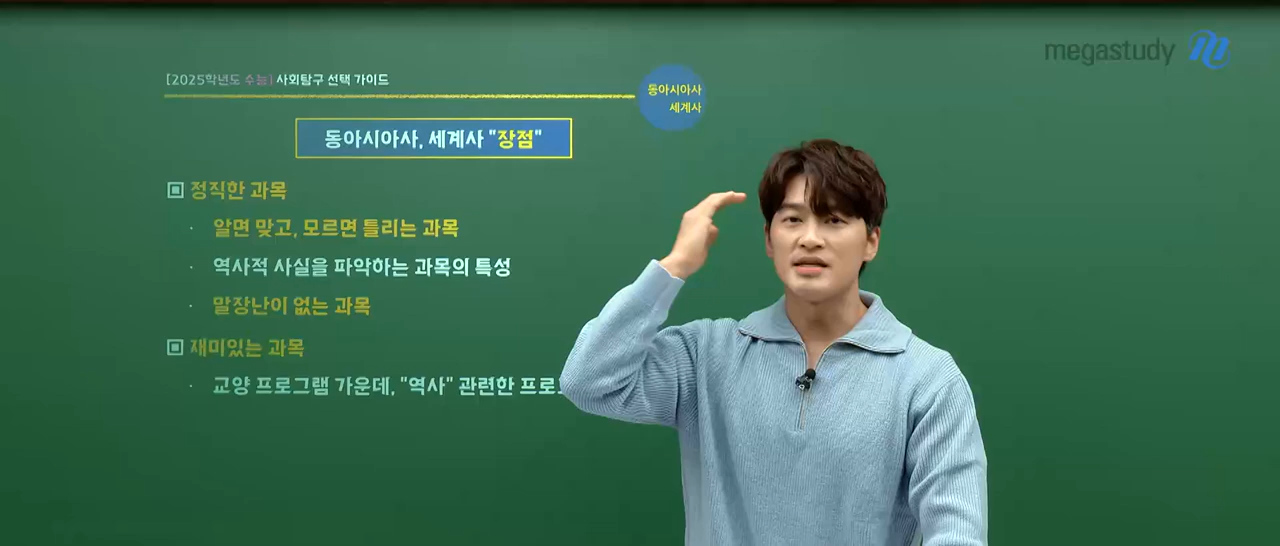 megastudy
[2025학년도 수능] 사회탐구 선택 가이드
동아시아사
세계사
동아시아사, 세계사 "장점"
▣ 정직한 과목
· 알면 맞고, 모르면 틀리는 과목
· 역사적 사실을 파악하는 과목의 특성
· 말장난이 없는 과목
▣ 재미있는 과목
· 교양 프로그램 가운데, "역사" 관련한